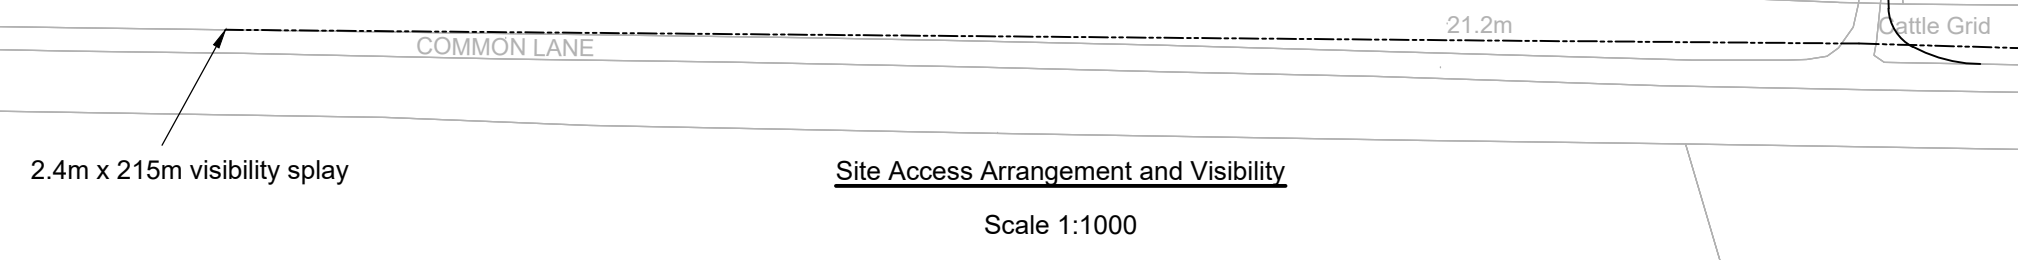 21.2m
Cattle Grid
COMMON LANE
2.4m x 215m visibility splay
Site Access Arrangement and Visibility
Scale 1:1000